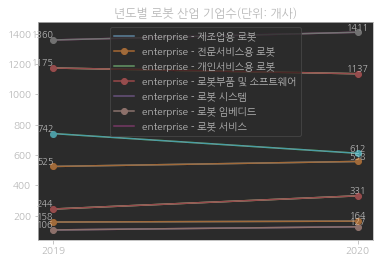 년도별 로봇 산업 기업수(단위: 개사)
1400
1200
1000
800
600
400
200
2019
2020
enterprise - 제조업용 로봇
enterprise - 전문서비스용 로봇
enterprise - 개인서비스용 로봇
enterprise - 로봇부품 및 소프트웨어
enterprise - 로봇 시스템
enterprise - 로봇 임베디드
enterprise - 로봇 서비스
1360
1411
1175
1137
742
612
525
558
244
331
158
164
106
127